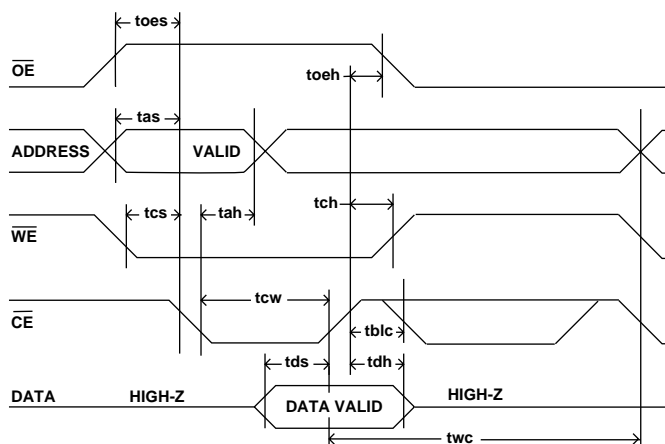 toes
OE
toeh
tas
ADDRESS VALID
tcs tah tch
WE
tcw
CE
tblc
tds tdh
DATA HIGH-Z DATA VALID HIGH-Z
twc